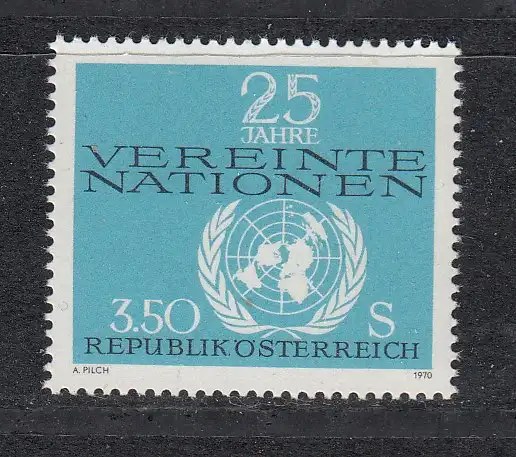 25
JAHRE
VEREINTE
NATIONEN
3.50 S
REPUBLIK ÖSTERREICH
A. PILCH 1970